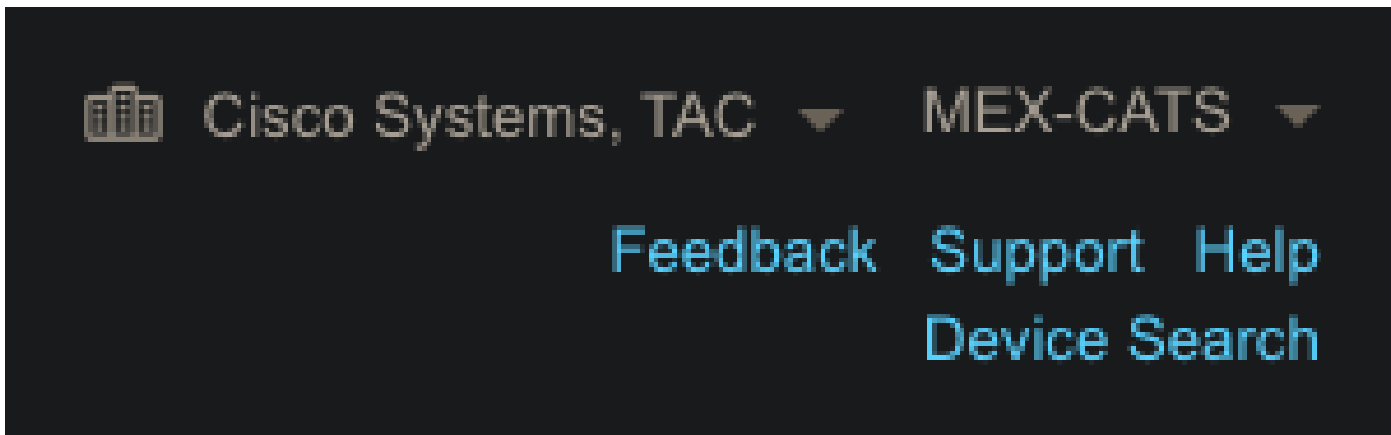 Cisco Systems, TAC MEX-CATS
Feedback Support Help
Device Search